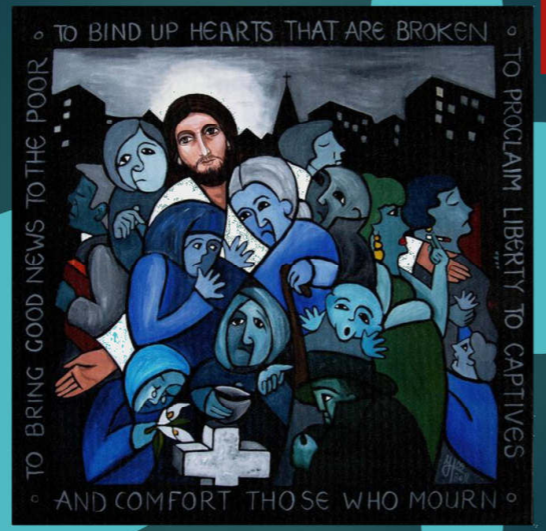 TO BRING GOOD NEWS TO THE POOR
TO BIND UP HEARTS THAT ARE BROKEN
TO PROCLAIM LIBERTY TO CAPTIVES
AND COMFORT THOSE WHO MOURN